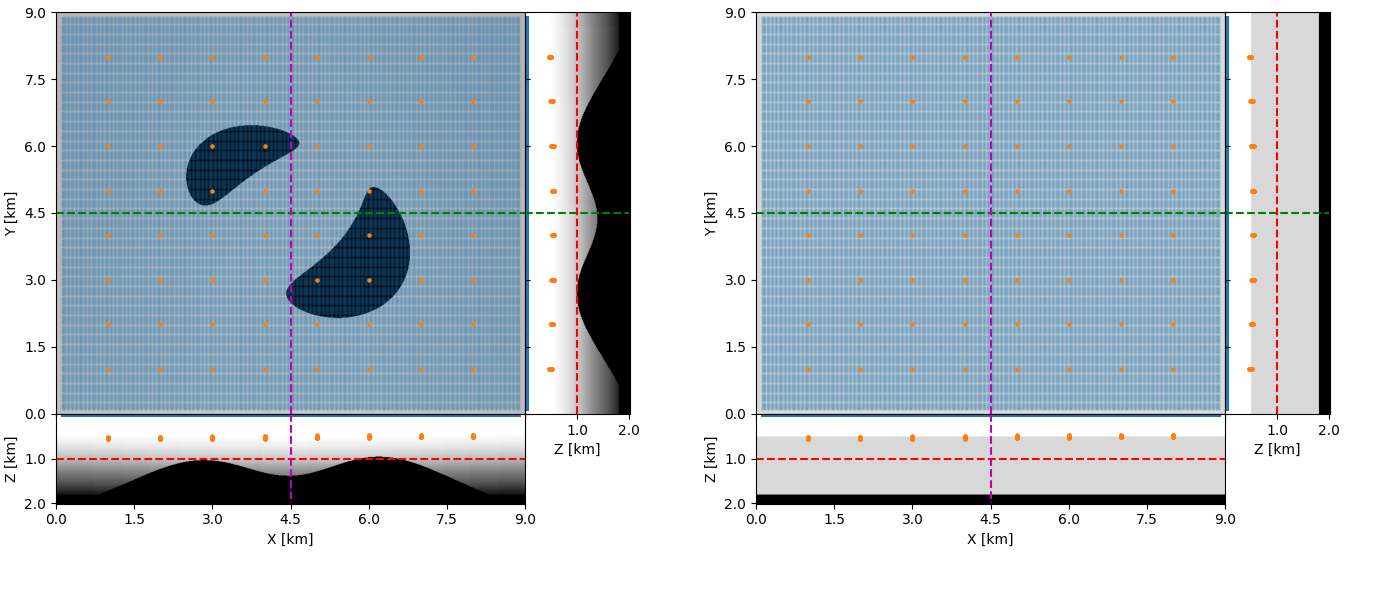 9.0 9.0
7.5 7.5
6.0 6.0
Y [km] 4.5 Y [km] 4.5
3.0 3.0
1.5 1.5
0.0 1.0 2.0 0.0 1.0 2.0
Z [km] Z [km]
Z [km] 1.0 Z [km] 1.0
2.0 2.0
0.0 1.5 3.0 4.5 6.0 7.5 9.0 0.0 1.5 3.0 4.5 6.0 7.5 9.0
X [km] X [km]